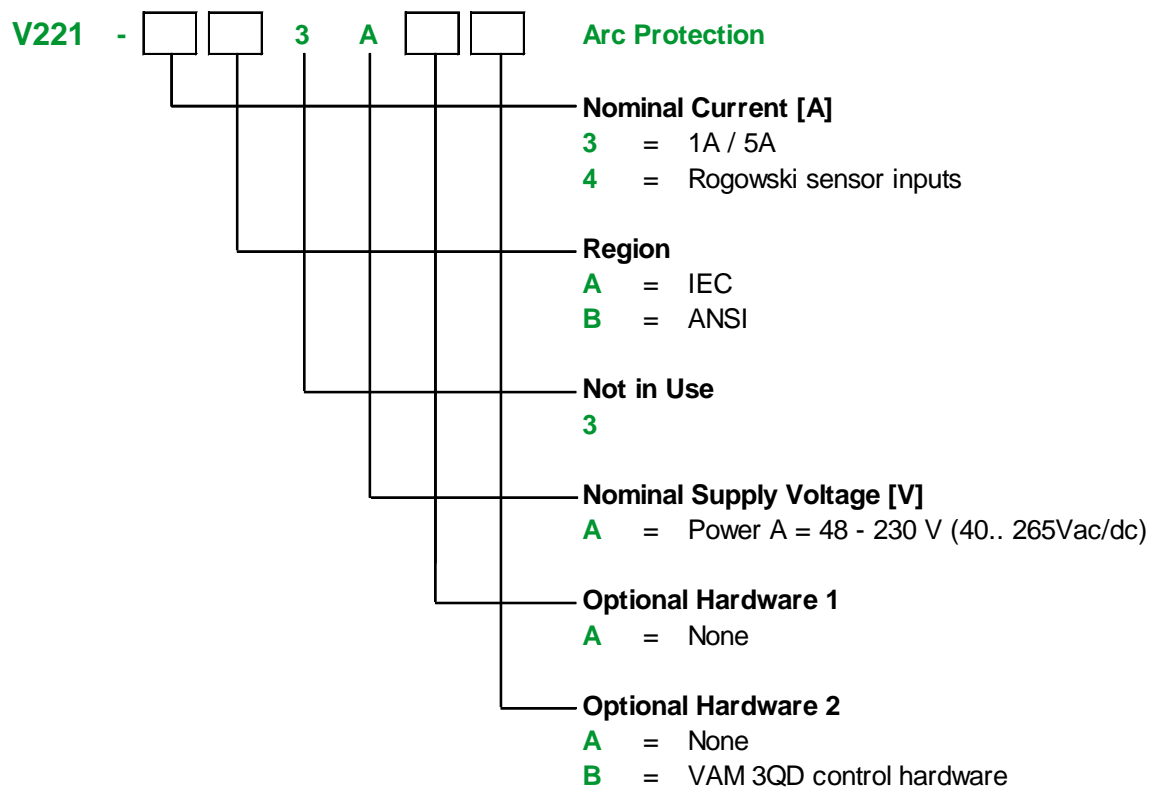 V221 - 3 A Arc Protection
Nominal Current [A]
3 = 1A / 5A
4 = Rogowski sensor inputs
Region
A = IEC
B = ANSI
Not in Use
3
Nominal Supply Voltage [V]
A = Power A = 48 - 230 V (40.. 265Vac/dc)
Optional Hardware 1
A = None
Optional Hardware 2
A = None
B = VAM 3QD control hardware